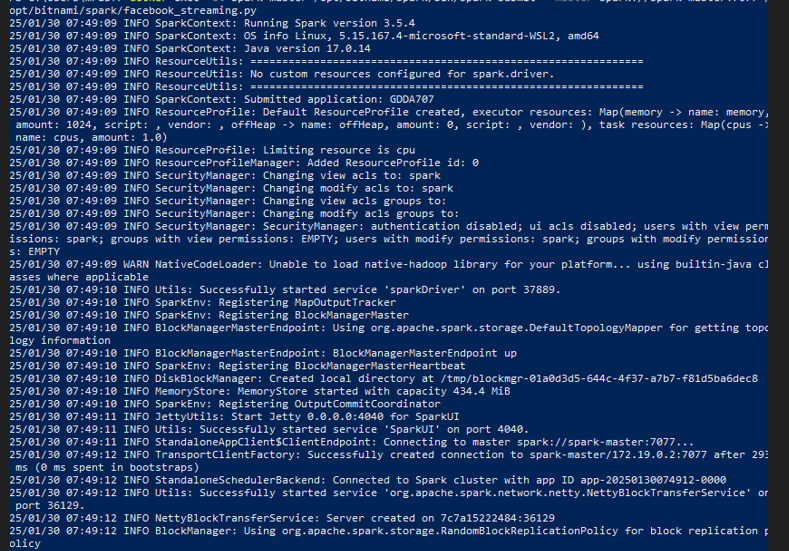 opt/bitnami/spark/facebook_streaming.py
25/01/30 07:49:09 INFO SparkContext: Running Spark version 3.5.4
25/01/30 07:49:09 INFO SparkContext: OS info Linux, 5.15.167.4-microsoft-standard-WSL2, amd64
25/01/30 07:49:09 INFO SparkContext: Java version 17.0.14
25/01/30 07:49:09 INFO ResourceUtils: ==============================================================
25/01/30 07:49:09 INFO ResourceUtils: No custom resources configured for spark.driver.
25/01/30 07:49:09 INFO ResourceUtils: ==============================================================
25/01/30 07:49:09 INFO SparkContext: Submitted application: GDDA707
25/01/30 07:49:09 INFO ResourceProfile: Default ResourceProfile created, executor resources: Map(memory -> name: memory,
 amount: 1024, script: , vendor: , offHeap -> name: offHeap, amount: 0, script: , vendor: ), task resources: Map(cpus ->
name: cpus, amount: 1.0)
25/01/30 07:49:09 INFO ResourceProfile: Limiting resource is cpu
25/01/30 07:49:09 INFO ResourceProfileManager: Added ResourceProfile id: 0
25/01/30 07:49:09 INFO SecurityManager: Changing view acls to: spark
25/01/30 07:49:09 INFO SecurityManager: Changing modify acls to: spark
25/01/30 07:49:09 INFO SecurityManager: Changing view acls groups to:
25/01/30 07:49:09 INFO SecurityManager: Changing modify acls groups to:
25/01/30 07:49:09 INFO SecurityManager: SecurityManager: authentication disabled; ui acls disabled; users with view perm
issions: spark; groups with view permissions: EMPTY; users with modify permissions: spark; groups with modify permission
s: EMPTY
25/01/30 07:49:09 WARN NativeCodeLoader: Unable to load native-hadoop library for your platform... using builtin-java cl
asses where applicable
25/01/30 07:49:10 INFO Utils: Successfully started service 'sparkDriver' on port 37889.
25/01/30 07:49:10 INFO SparkEnv: Registering MapOutputTracker
25/01/30 07:49:10 INFO SparkEnv: Registering BlockManagerMaster
25/01/30 07:49:10 INFO BlockManagerMasterEndpoint: Using org.apache.spark.storage.DefaultTopologyMapper for getting topo
logy information
25/01/30 07:49:10 INFO BlockManagerMasterEndpoint: BlockManagerMasterEndpoint up
25/01/30 07:49:10 INFO SparkEnv: Registering BlockManagerMasterHeartbeat
25/01/30 07:49:10 INFO DiskBlockManager: Created local directory at /tmp/blockmgr-01a0d3d5-644c-4f37-a7b7-f81d5ba6dec8
25/01/30 07:49:10 INFO MemoryStore: MemoryStore started with capacity 434.4 MiB
25/01/30 07:49:10 INFO SparkEnv: Registering OutputCommitCoordinator
25/01/30 07:49:11 INFO JettyUtils: Start Jetty 0.0.0.0:4040 for SparkUI
25/01/30 07:49:11 INFO Utils: Successfully started service 'SparkUI' on port 4040.
25/01/30 07:49:11 INFO StandaloneAppClient$ClientEndpoint: Connecting to master spark://spark-master:7077...
25/01/30 07:49:12 INFO TransportClientFactory: Successfully created connection to spark-master/172.19.0.2:7077 after 293
 ms (0 ms spent in bootstraps)
25/01/30 07:49:12 INFO StandaloneSchedulerBackend: Connected to Spark cluster with app ID app-20250130074912-0000
25/01/30 07:49:12 INFO Utils: Successfully started service 'org.apache.spark.network.netty.NettyBlockTransferService' on
port 36129.
25/01/30 07:49:12 INFO NettyBlockTransferService: Server created on 7c7a15222484:36129
25/01/30 07:49:12 INFO BlockManager: Using org.apache.spark.storage.RandomBlockReplicationPolicy for block replication p
olicy